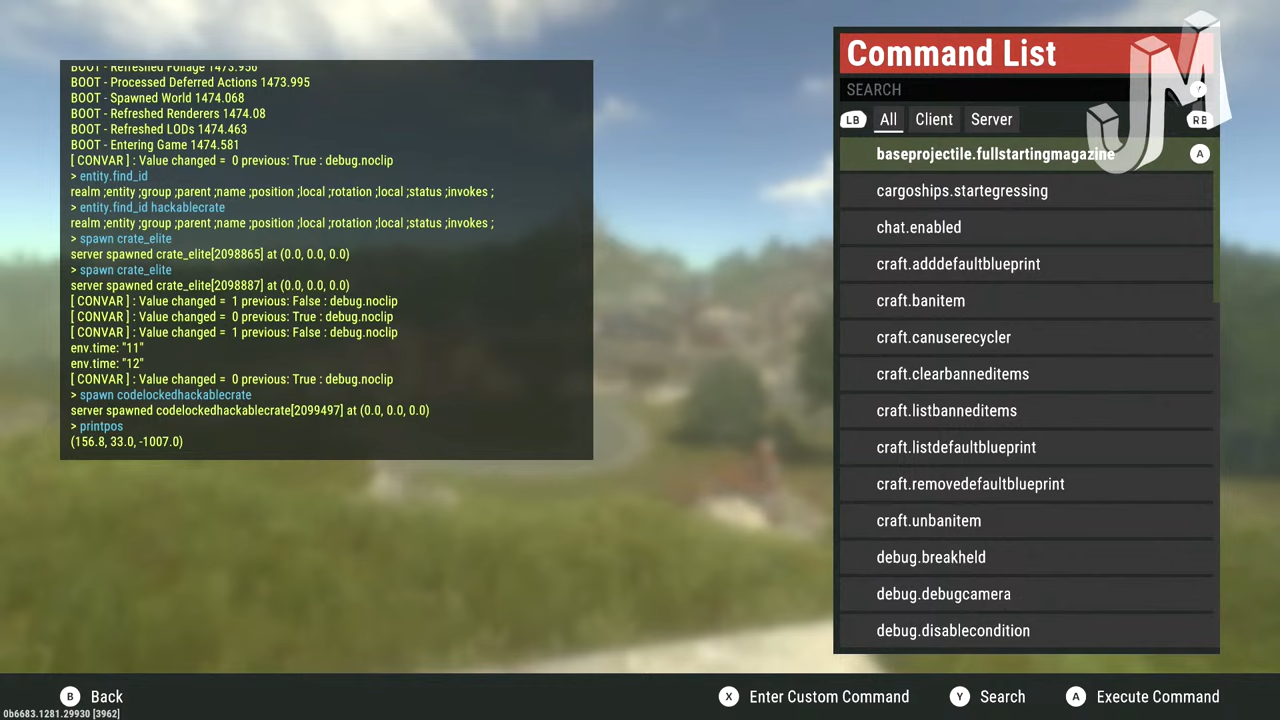 BOOT - Refreshed Foliage 1473.956
BOOT - Processed Deferred Actions 1473.995
BOOT - Spawned World 1474.068
BOOT - Refreshed Renderers 1474.08
BOOT - Refreshed LODs 1474.463
BOOT - Entering Game 1474.581
[ CONVAR ] : Value changed = 0 previous: True : debug.noclip
> entity.find_id
realm ;entity ;group ;parent ;name ;position ;local ;rotation ;local ;status ;invokes ;
> entity.find_id hackablecrate
realm ;entity ;group ;parent ;name ;position ;local ;rotation ;local ;status ;invokes ;
> spawn crate_elite
server spawned crate_elite[2098865] at (0.0, 0.0, 0.0)
> spawn crate_elite
server spawned crate_elite[2098887] at (0.0, 0.0, 0.0)
[ CONVAR ] : Value changed = 1 previous: False : debug.noclip
[ CONVAR ] : Value changed = 0 previous: True : debug.noclip
[ CONVAR ] : Value changed = 1 previous: False : debug.noclip
env.time: "11"
env.time: "12"
[ CONVAR ] : Value changed = 0 previous: True : debug.noclip
> spawn codelockedhackablecrate
server spawned codelockedhackablecrate[2099497] at (0.0, 0.0, 0.0)
> printpos
(156.8, 33.0, -1007.0)
Command List
JM
SEARCH Y
LB All Client Server RB
baseprojectile.fullstartingmagazine A
cargoships.startegressing
chat.enabled
craft.adddefaultblueprint
craft.banitem
craft.canuserecycler
craft.clearbanneditems
craft.listbanneditems
craft.listdefaultblueprint
craft.removedefaultblueprint
craft.unbanitem
debug.breakheld
debug.debugcamera
debug.disablecondition
B Back X Enter Custom Command Y Search A Execute Command
0b6683.1281.29930 [3962]